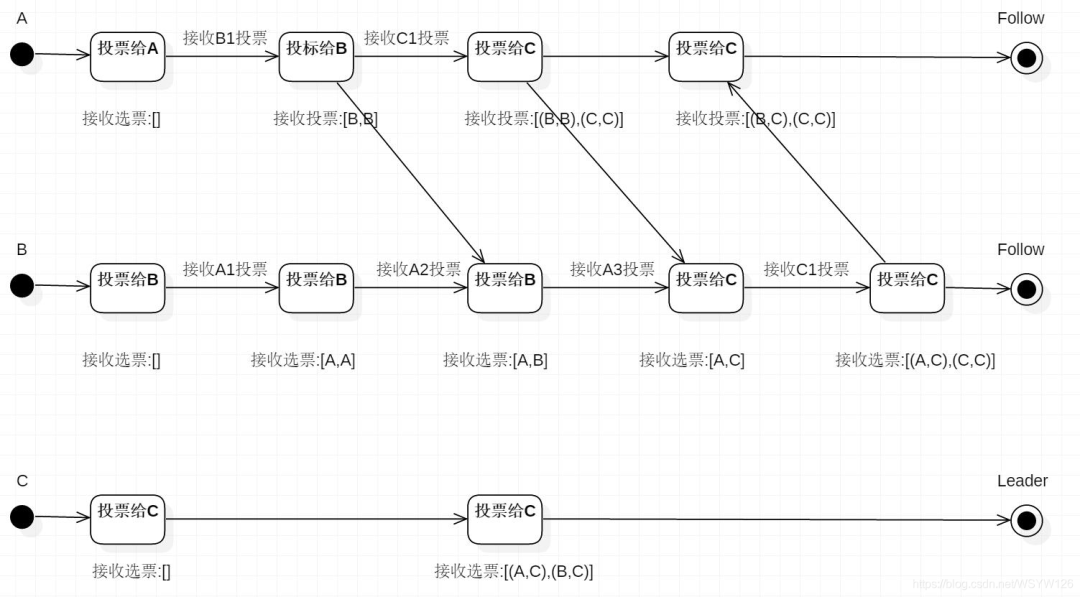 A
Follow
接收B1投票
接收C1投票
投票给A
投标给B
投票给C
投票给C
接收选票:[]
接收投票:[B,B]
接收投票:[(B,B),(C,C)]
接收投票:[(B,C),(C,C)]
B
Follow
接收A1投票
接收A2投票
接收A3投票
接收C1投票
投票给B
投票给B
投票给B
投票给C
投票给C
接收选票:[]
接收选票:[A,A]
接收选票:[A,B]
接收选票:[A,C]
接收选票:[(A,C),(C,C)]
C
Leader
投票给C
投票给C
接收选票:[]
接收选票:[(A,C),(B,C)]
https://blog.csdn.net/WSYW126